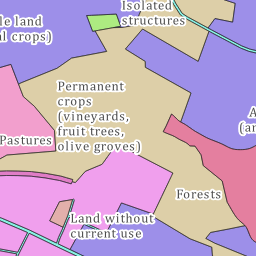 Isolated
structures
le land
al crops)
Permanent
crops
(vineyards,
fruit trees,
olive groves)
A
(an
Pastures
Forests
Land without
current use